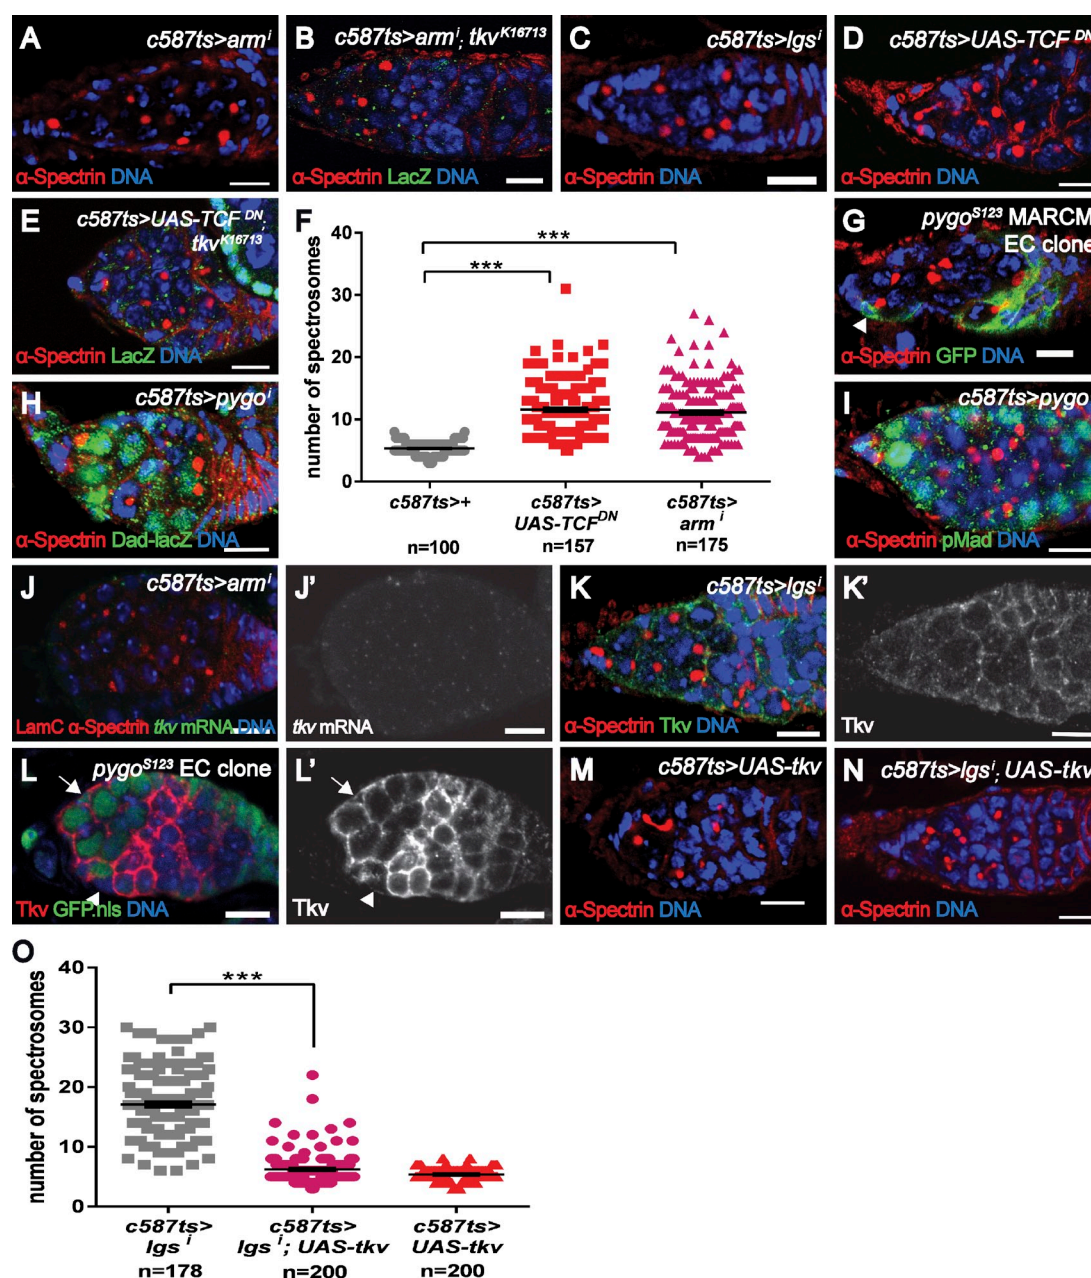 A c587ts>armⁱ
α-Spectrin DNA
B c587ts>armⁱ; tkvᴷ¹⁶⁷¹³
α-Spectrin LacZ DNA
C c587ts>lgsⁱ
α-Spectrin DNA
D c587ts>UAS-TCF ᴰᴺ
α-Spectrin DNA
E c587ts>UAS-TCF ᴰᴺ;
tkvᴷ¹⁶⁷¹³
α-Spectrin LacZ DNA
F
number of spectrosomes
40
30
20
10
0
***
***
c587ts>+
n=100
c587ts>
UAS-TCFᴰᴺ
n=157
c587ts>
arm ⁱ
n=175
G pygoˢ¹²³ MARCM
EC clone
α-Spectrin GFP DNA
H c587ts>pygoⁱ
α-Spectrin Dad-lacZ DNA
I c587ts>pygo
α-Spectrin pMad DNA
J c587ts>armⁱ
LamC α-Spectrin tkv mRNA DNA
J'
tkv mRNA
K c587ts>lgsⁱ
α-Spectrin Tkv DNA
K'
Tkv
L pygoˢ¹²³ EC clone
Tkv GFP.nls DNA
L'
Tkv
M c587ts>UAS-tkv
α-Spectrin DNA
N c587ts>lgsⁱ; UAS-tkv
α-Spectrin DNA
O
number of spectrosomes
40
30
20
10
0
***
c587ts>
lgs ⁱ
n=178
c587ts>
lgs ⁱ; UAS-tkv
n=200
c587ts>
UAS-tkv
n=200